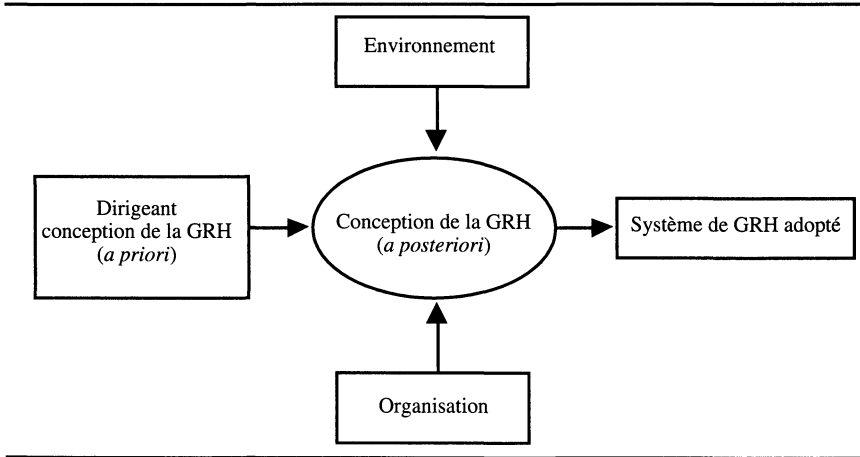 Environnement
Dirigeant
conception de la GRH
(a priori)
Conception de la GRH
(a posteriori)
Système de GRH adopté
Organisation